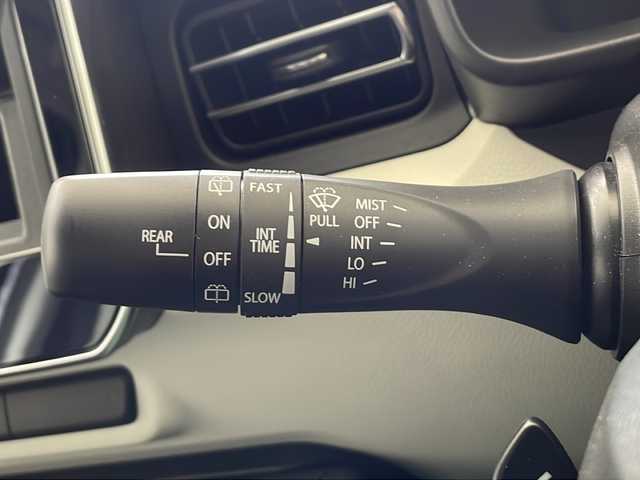 REAR
ON
OFF
FAST
INT
TIME
SLOW
PULL
MIST
OFF
INT
LO
HI